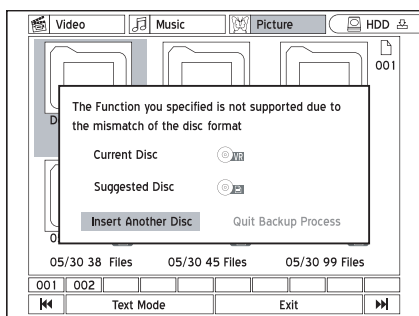 Video Music Picture HDD
001
D
The Function you specified is not supported due to
the mismatch of the disc format
Current Disc VR
Suggested Disc
Insert Another Disc Quit Backup Process
0
05/30 38 Files 05/30 45 Files 05/30 99 Files
001 002
Text Mode Exit